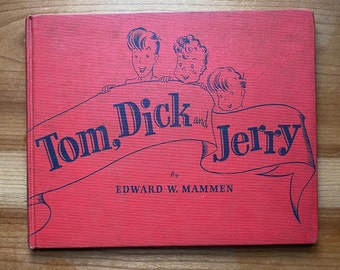 Tom, Dick and Jerry
By
EDWARD W. MAMMEN